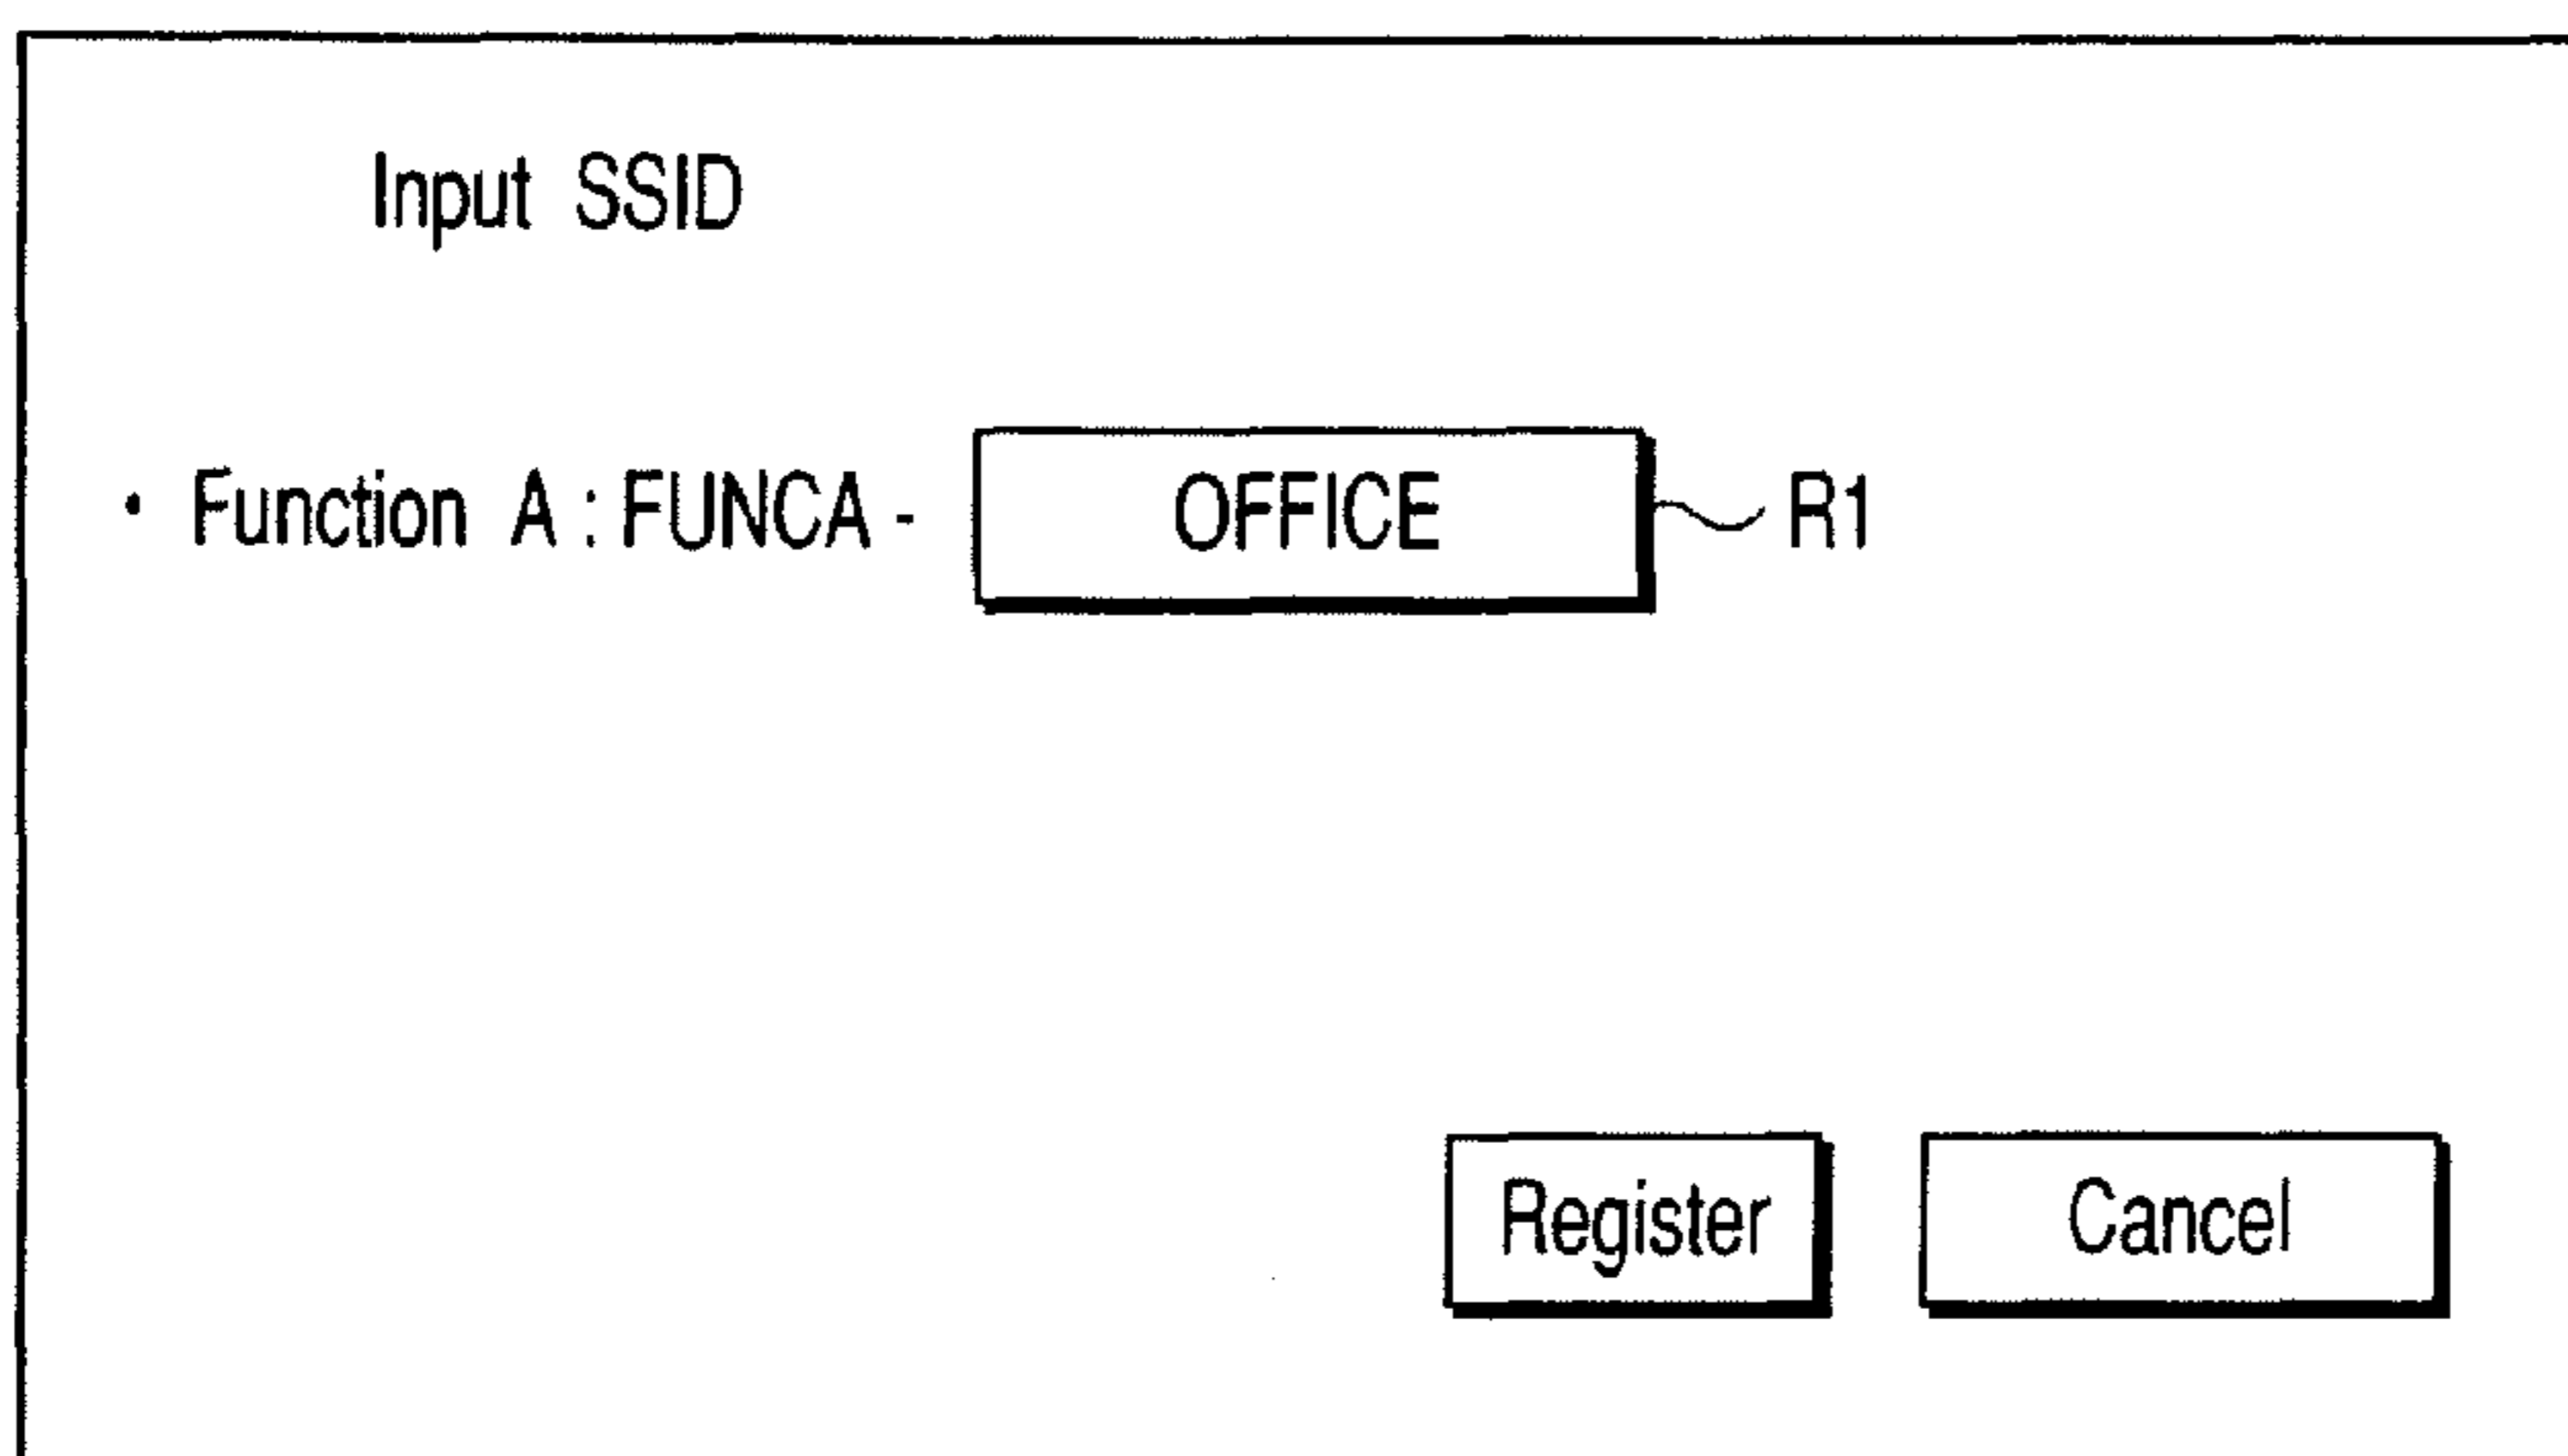 Input SSID
• Function A : FUNCA - OFFICE R1
Register Cancel